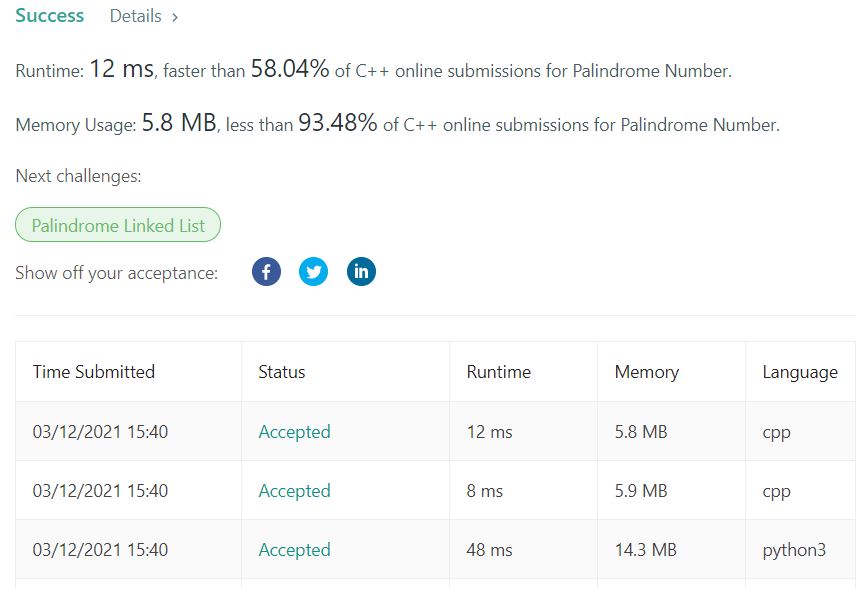 Success Details >
Runtime: 12 ms, faster than 58.04% of C++ online submissions for Palindrome Number.
Memory Usage: 5.8 MB, less than 93.48% of C++ online submissions for Palindrome Number.
Next challenges:
Palindrome Linked List
Show off your acceptance: f in
Time Submitted Status Runtime Memory Language
03/12/2021 15:40 Accepted 12 ms 5.8 MB cpp
03/12/2021 15:40 Accepted 8 ms 5.9 MB cpp
03/12/2021 15:40 Accepted 48 ms 14.3 MB python3